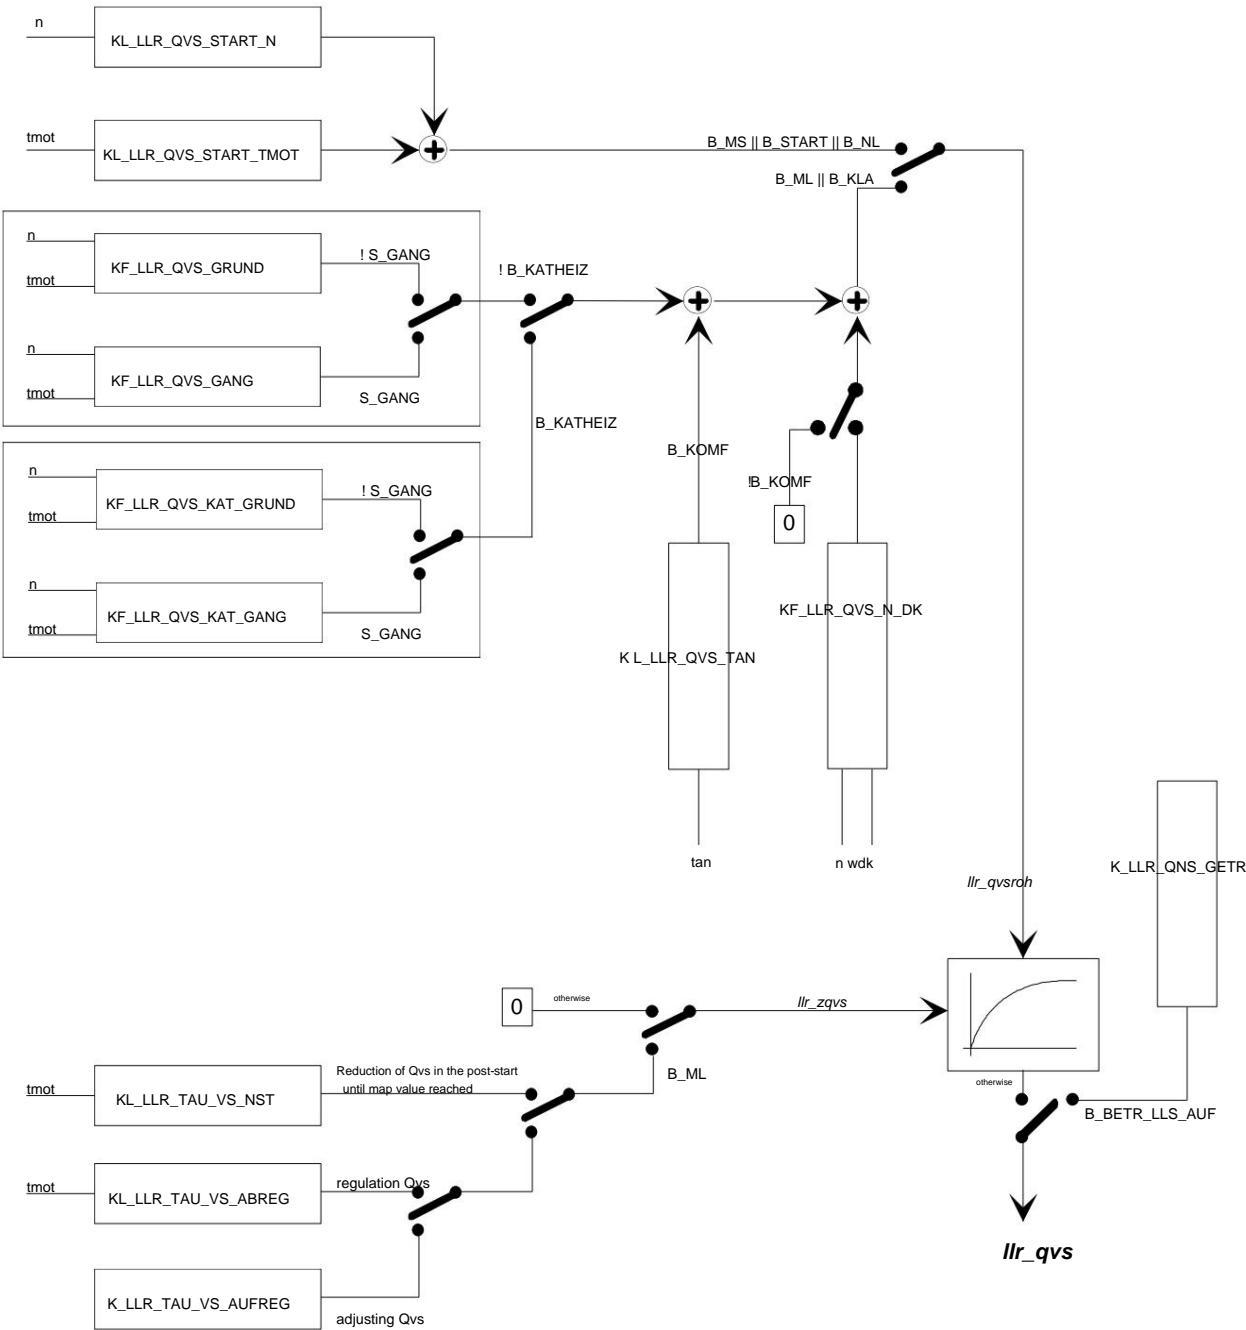 n
KL_LLR_QVS_START_N
tmot
KL_LLR_QVS_START_TMOT
B_MS || B_START || B_NL
B_ML || B_KLA
n
tmot
KF_LLR_QVS_GRUND
! S_GANG
! B_KATHEIZ
n
tmot
KF_LLR_QVS_GANG
S_GANG
B_KATHEIZ
B_KOMF
!B_KOMF
0
n
tmot
KF_LLR_QVS_KAT_GRUND
! S_GANG
n
tmot
KF_LLR_QVS_KAT_GANG
S_GANG
KF_LLR_QVS_N_DK
K L_LLR_QVS_TAN
tan
n wdk
K_LLR_QNS_GETR
llr_qvsroh
0
otherwise
llr_zqvs
B_ML
tmot
KL_LLR_TAU_VS_NST
Reduction of Qvs in the post-start
until map value reached
otherwise
B_BETR_LLS_AUF
tmot
KL_LLR_TAU_VS_ABREG
regulation Qvs
llr_qvs
K_LLR_TAU_VS_AUFREG
adjusting Qvs